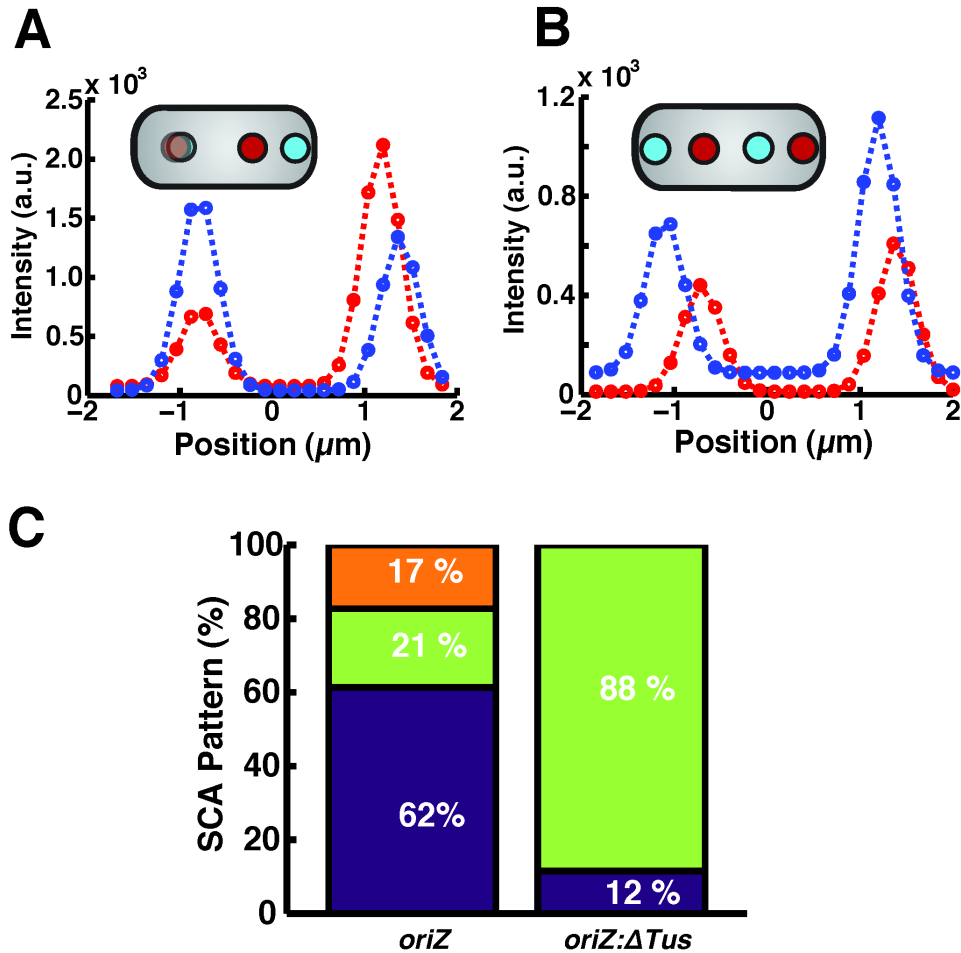 A
B
x 10³
2.5
2.0
1.5
1.0
0.5
0
Intensity (a.u.)
−2
−1
0
1
2
Position (µm)
x 10³
1.2
0.8
0.4
0
Intensity (a.u.)
−2
−1
0
1
2
Position (µm)
C
100
80
60
40
20
0
SCA Pattern (%)
17 %
21 %
62%
88 %
12 %
oriZ
oriZ:ΔTus